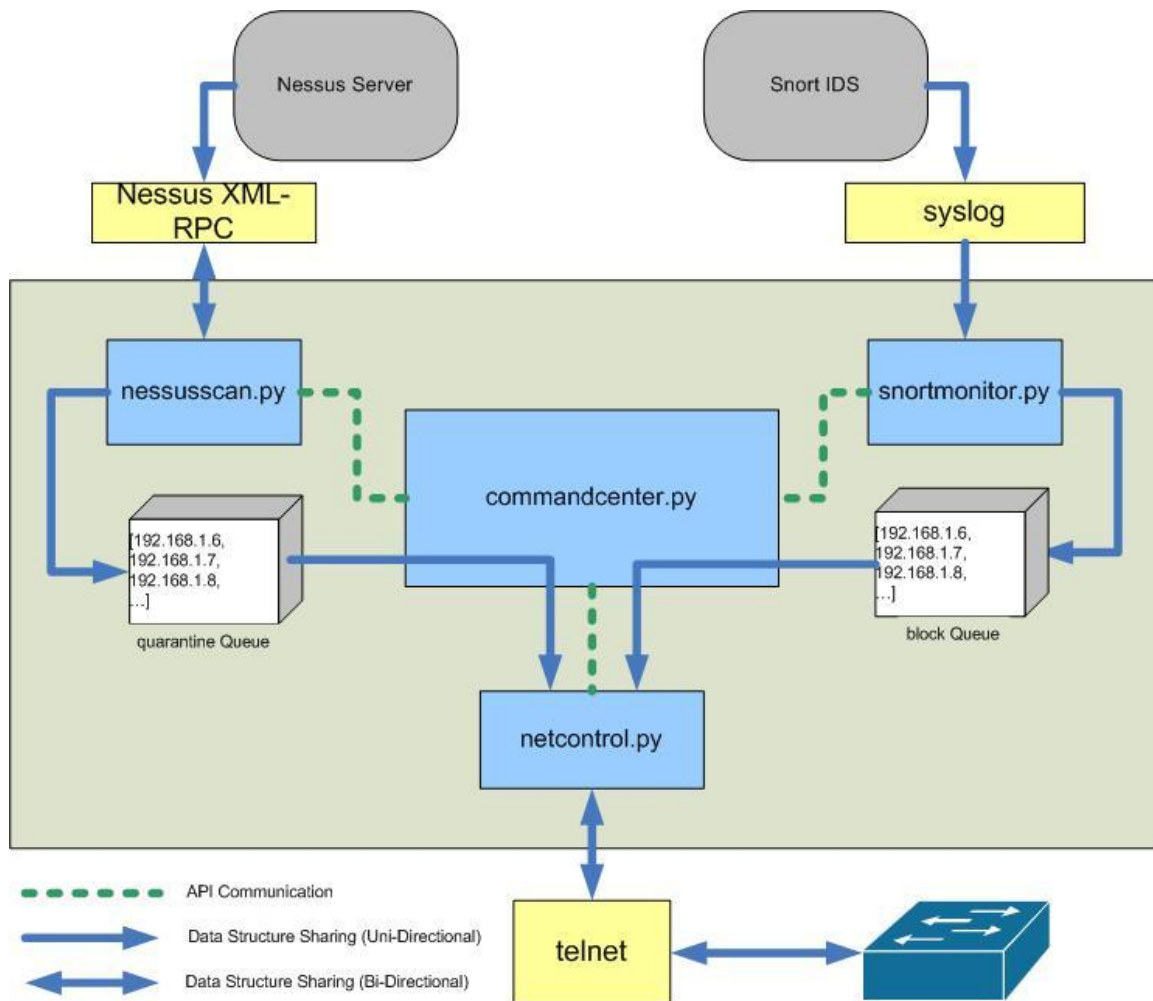 Nessus Server
Snort IDS
Nessus XML-
RPC
syslog
nessusscan.py
snortmonitor.py
commandcenter.py
[192.168.1.6,
192.168.1.7,
192.168.1.8,
...]
quarantine Queue
[192.168.1.6,
192.168.1.7,
192.168.1.8,
...]
block Queue
netcontrol.py
API Communication
Data Structure Sharing (Uni-Directional)
Data Structure Sharing (Bi-Directional)
telnet